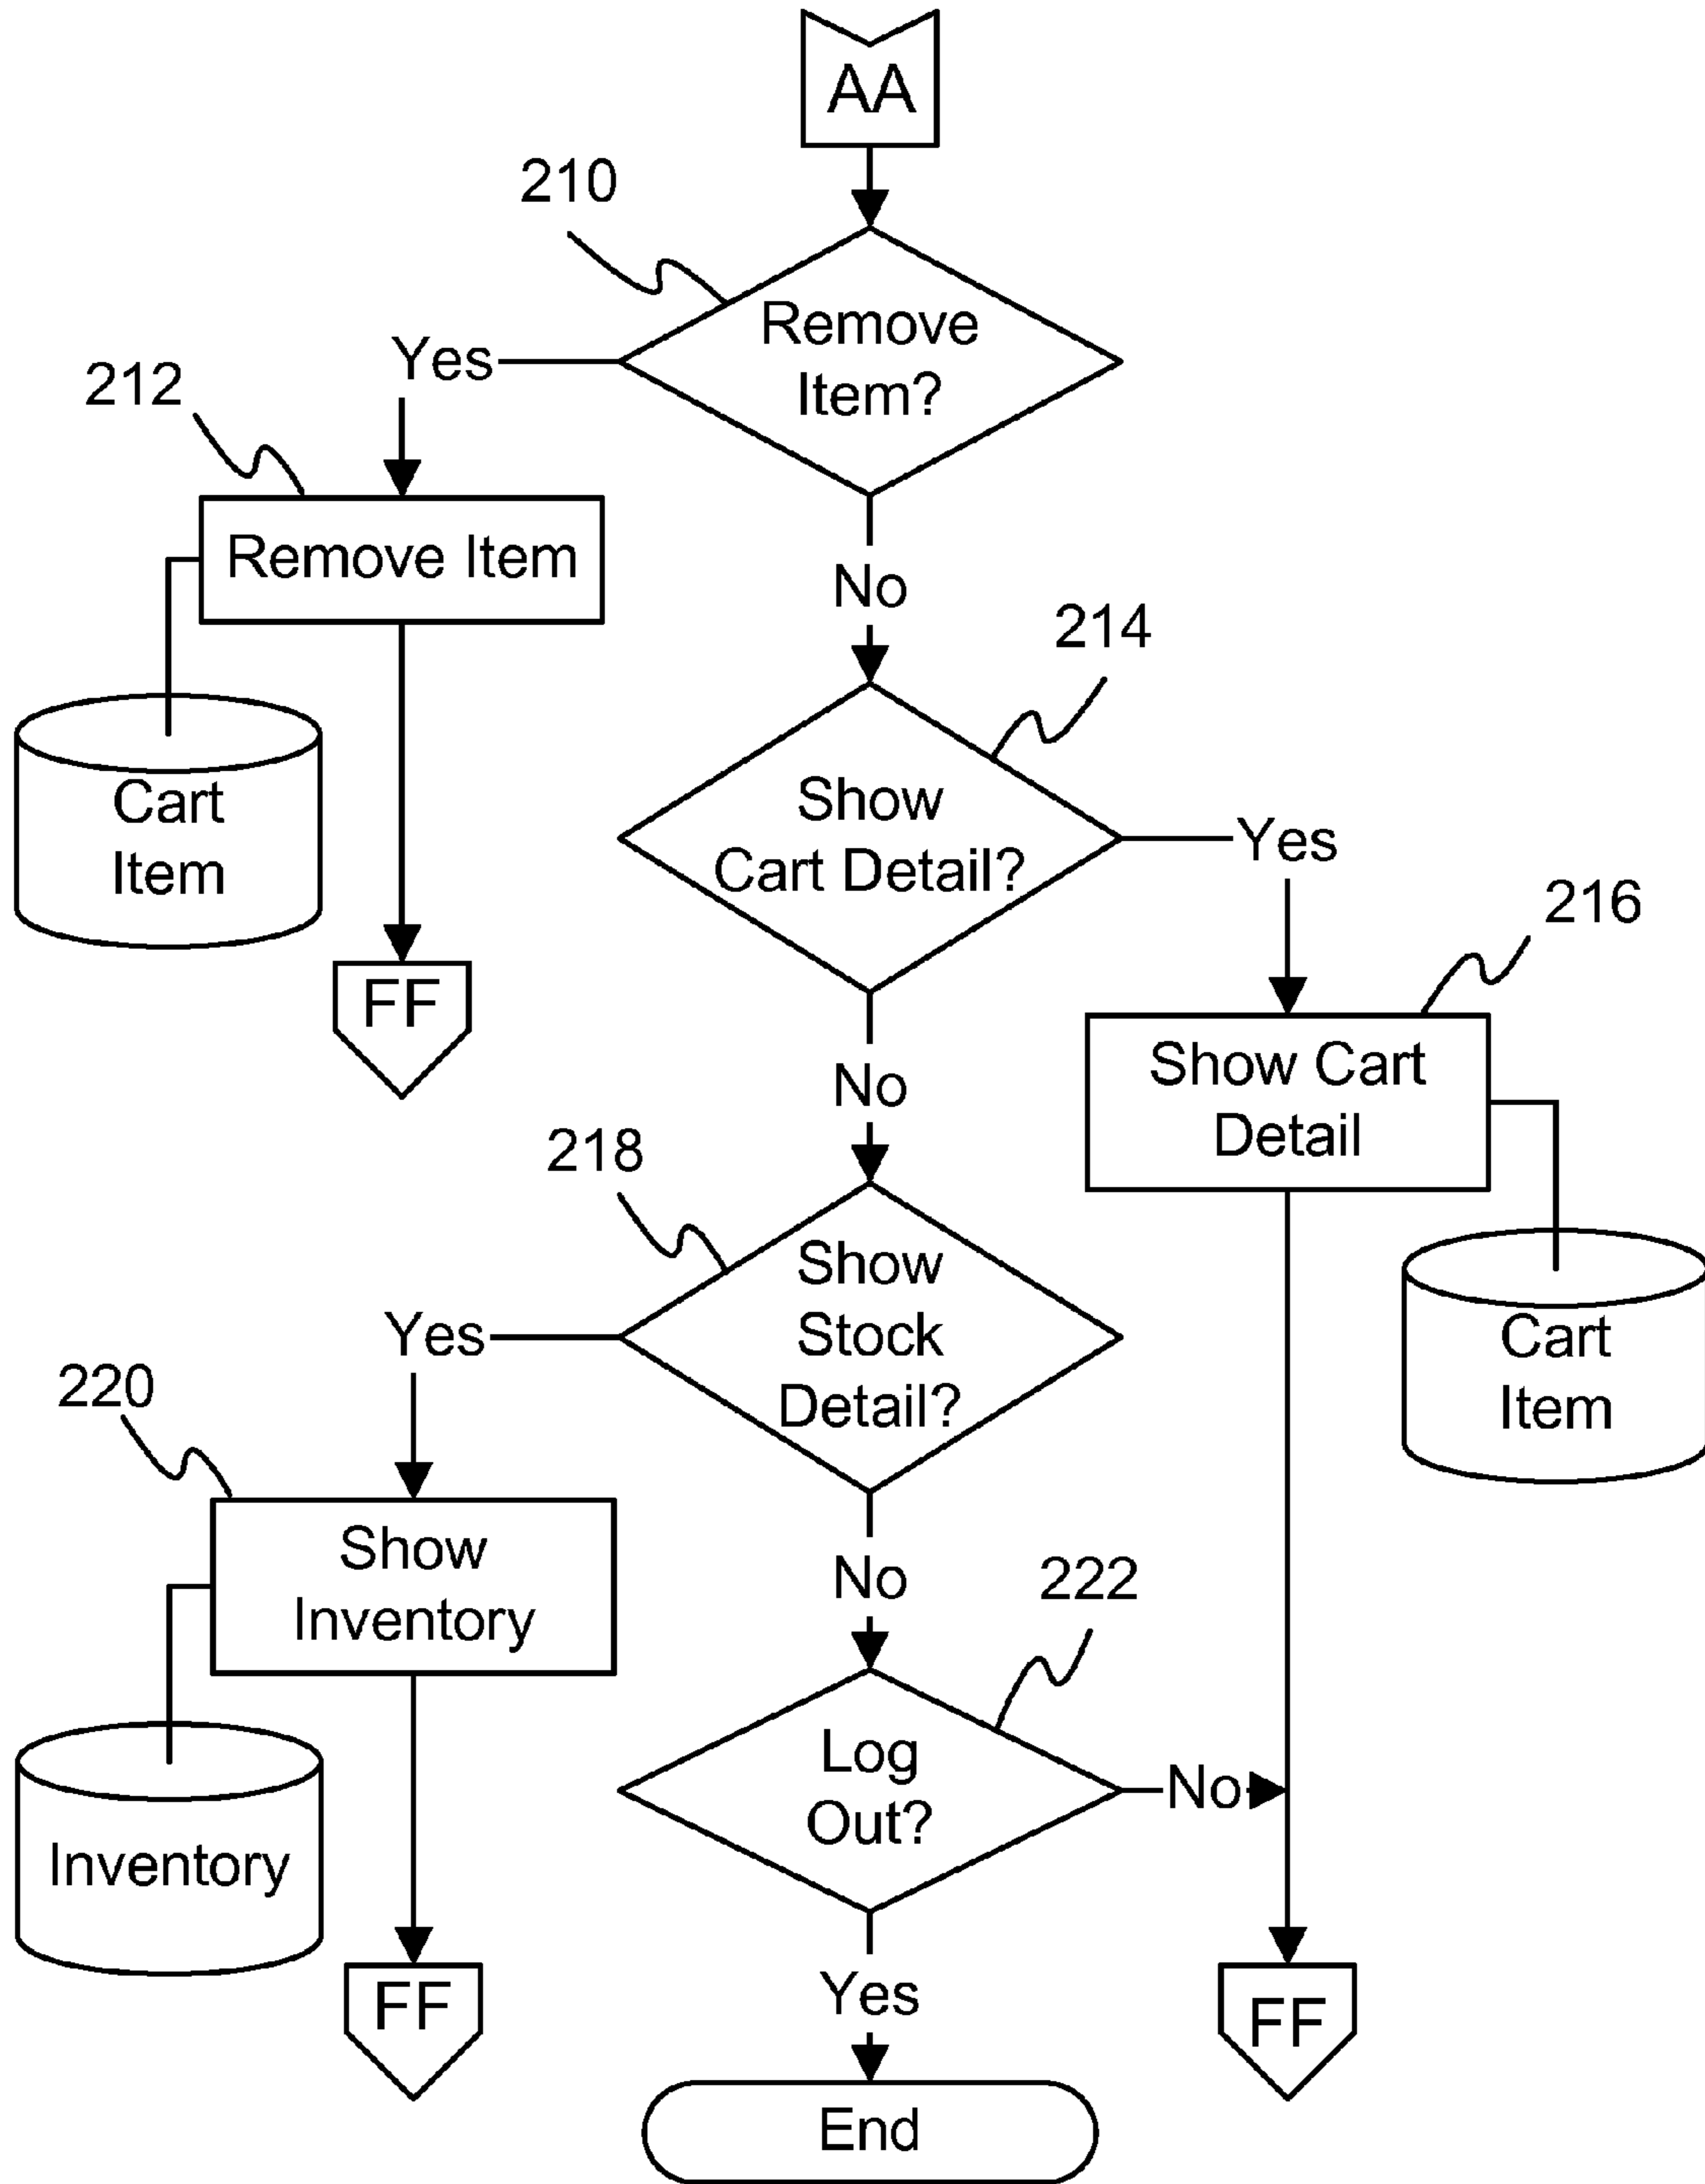 AA
210
Remove
Item?
Yes
212
Remove Item
No
214
Cart
Item
Show
Cart Detail?
Yes
216
FF
Show Cart
Detail
No
218
Show
Stock
Detail?
Yes
Cart
Item
220
Show
Inventory
No
222
Log
Out?
No
Inventory
FF
Yes
FF
End